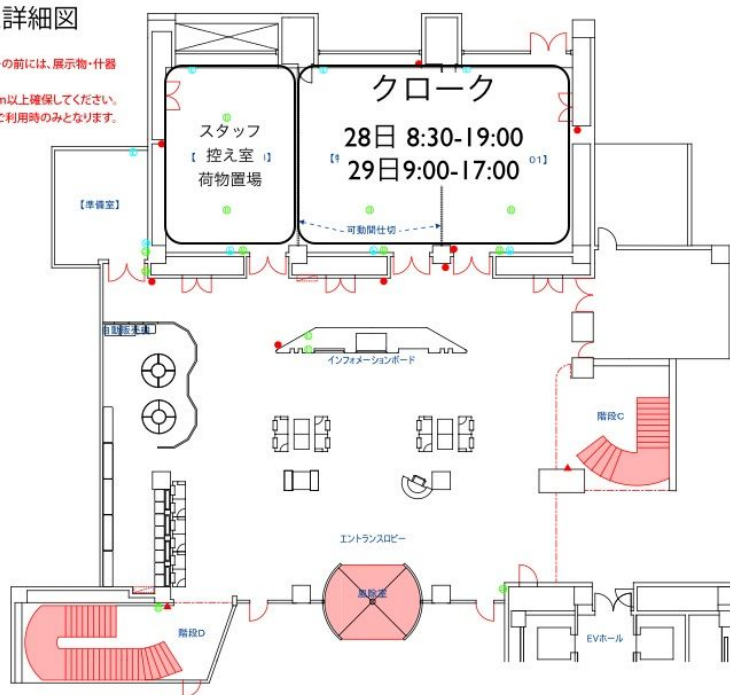 詳細図
の前には、展示物・什器
m以上確保してください。
ご利用時のみとなります。
クローク
28日 8:30-19:00
29日9:00-17:00
01】
スタッフ
控え室
荷物置場
【準備室】
可動間仕切
自動販売機
インフォメーションボード
階段C
エントランスロビー
風除室
階段D
EVホール